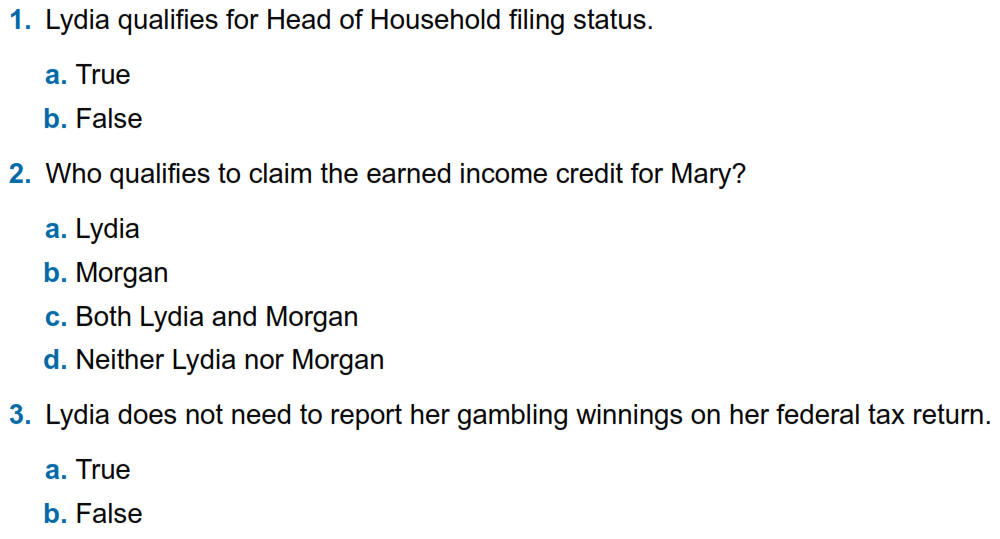 1. Lydia qualifies for Head of Household filing status.
a. True
b. False
2. Who qualifies to claim the earned income credit for Mary?
a. Lydia
b. Morgan
c. Both Lydia and Morgan
d. Neither Lydia nor Morgan
3. Lydia does not need to report her gambling winnings on her federal tax return.
a. True
b. False